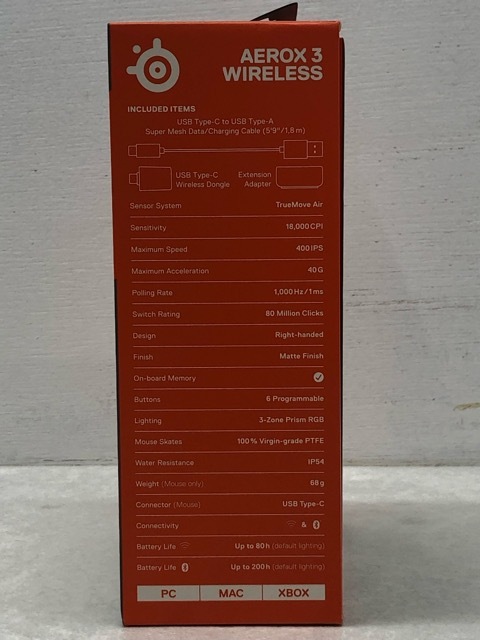 AEROX 3
WIRELESS
INCLUDED ITEMS
USB Type-C to USB Type-A
Super Mesh Data/Charging Cable (5'9"/1,8 m)
USB Type-C
Wireless Dongle
Extension
Adapter
Sensor System TrueMove Air
Sensitivity 18,000 CPI
Maximum Speed 400 IPS
Maximum Acceleration 40 G
Polling Rate 1,000 Hz / 1 ms
Switch Rating 80 Million Clicks
Design Right-handed
Finish Matte Finish
On-board Memory
Buttons 6 Programmable
Lighting 3-Zone Prism RGB
Mouse Skates 100% Virgin-grade PTFE
Water Resistance IP54
Weight (Mouse only) 68 g
Connector (Mouse) USB Type-C
Connectivity &
Battery Life Up to 80 h (default lighting)
Battery Life Up to 200 h (default lighting)
PC MAC XBOX